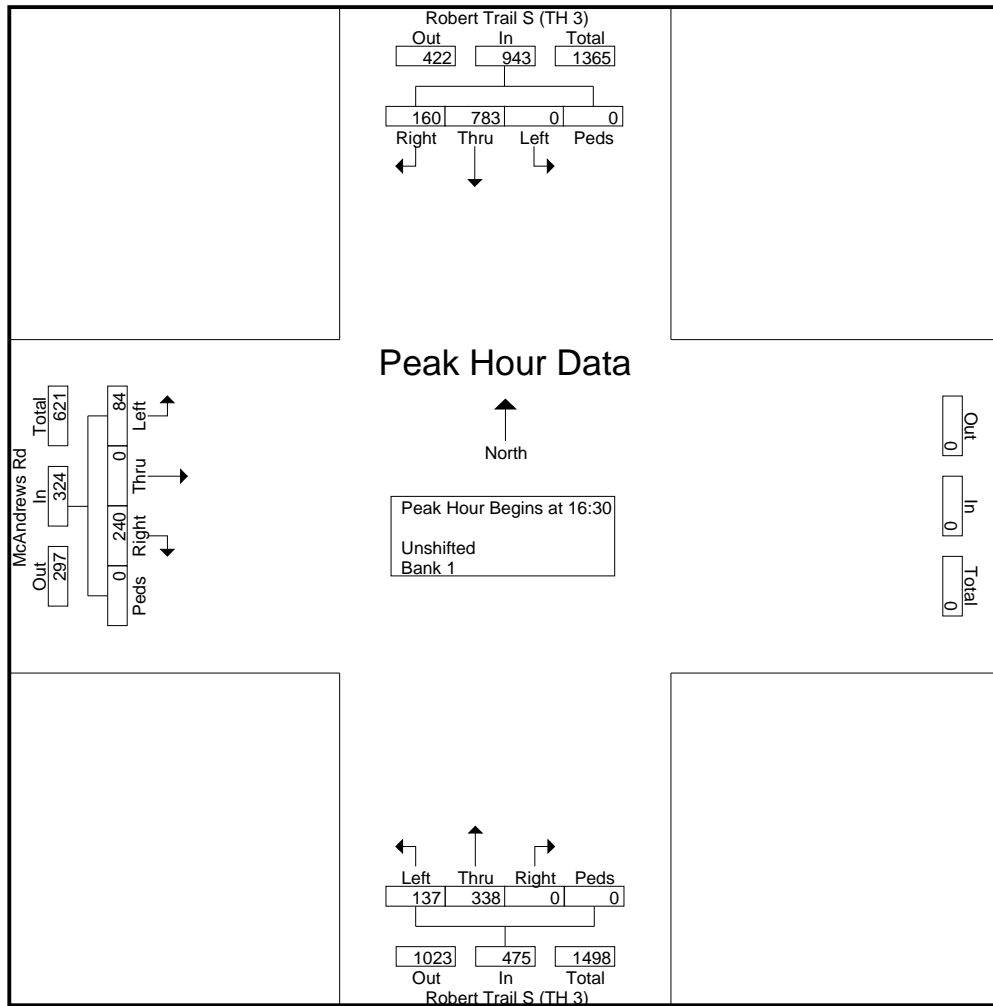 Robert Trail S (TH 3)
Out In Total
422 943 1365
160 783 0 0
Right Thru Left Peds
Peak Hour Data
North
Peak Hour Begins at 16:30
Unshifted
Bank 1
McAndrews Rd
Out In Total
297 324 621
0 240 0 84
Peds Right Thru Left
Out In Total
0 0 0
Left Thru Right Peds
137 338 0 0
1023 475 1498
Out In Total
Robert Trail S (TH 3)